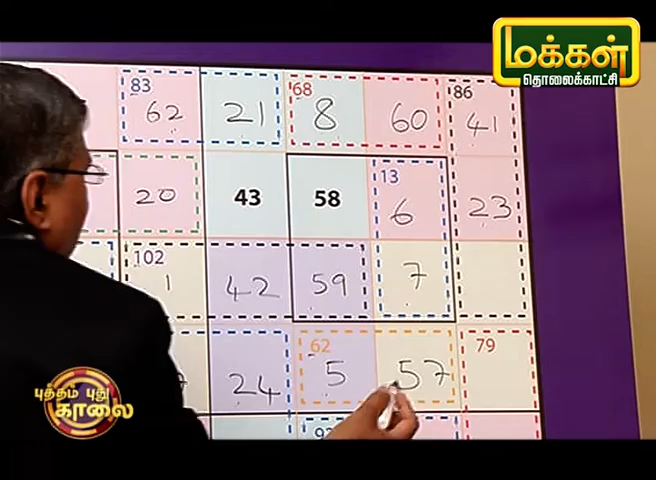 மக்கள்
தொலைக்காட்சி
83 68 86
62 21 8 60 41
13
20 43 58 6 23
102
1 42 59 7
62 79
7 24 5 57
புத்தம் புது
காலை